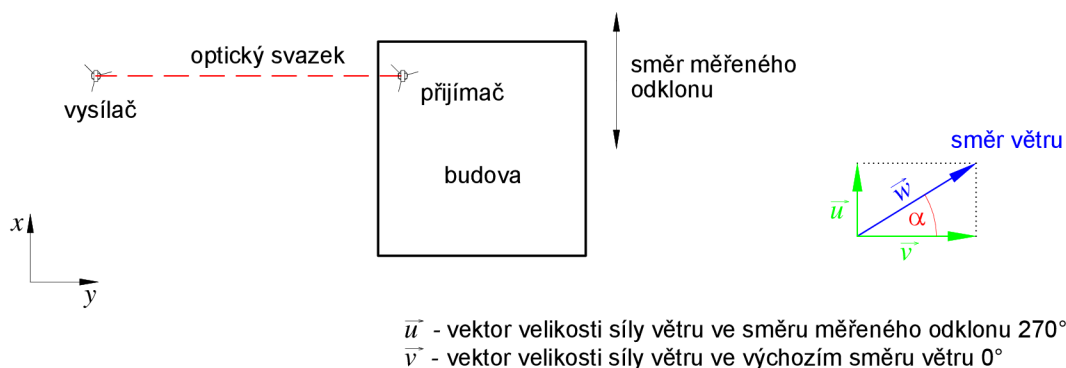 optický svazek
vysílač
přijímač
budova
směr měřeného
odklonu
směr větru
w
u
α
v
x
y
u - vektor velikosti síly větru ve směru měřeného odklonu 270°
v - vektor velikosti síly větru ve výchozím směru větru 0°